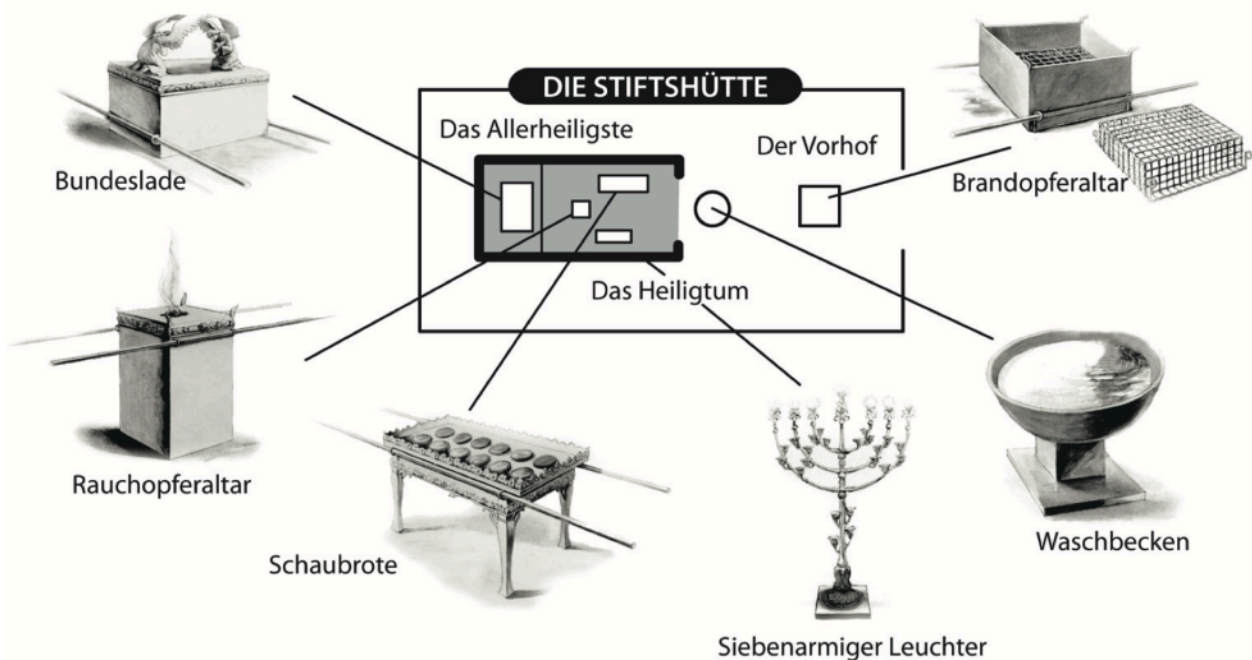 DIE STIFTSHÜTTE
Das Allerheiligste
Der Vorhof
Bundeslade
Brandopferaltar
Das Heiligtum
Rauchopferaltar
Schaubrote
Waschbecken
Siebenarmiger Leuchter